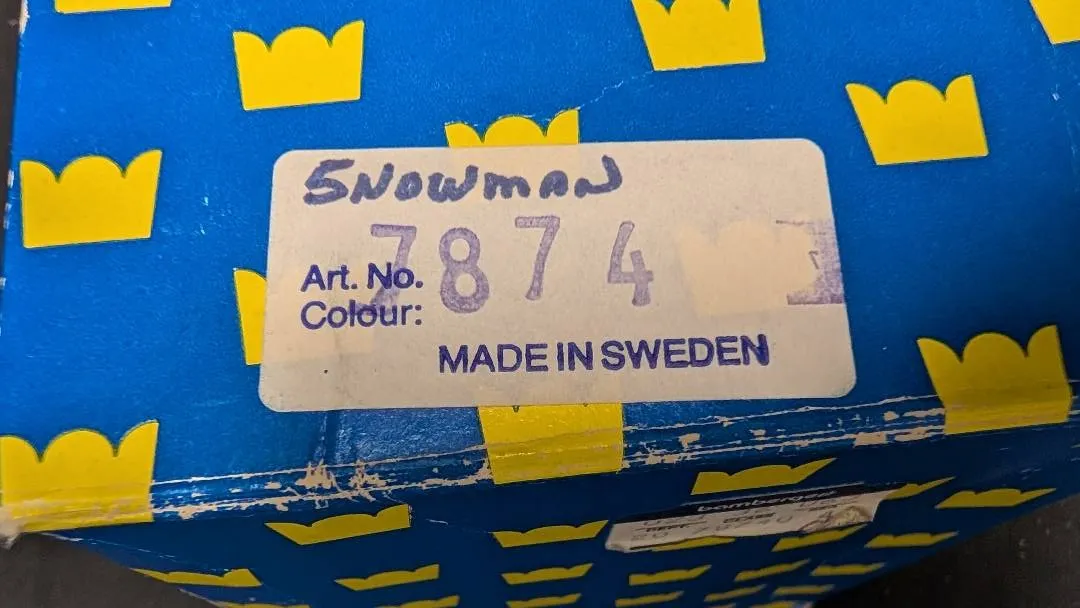 SNOWMAN
7874
Art. No.
Colour:
MADE IN SWEDEN
bamberger